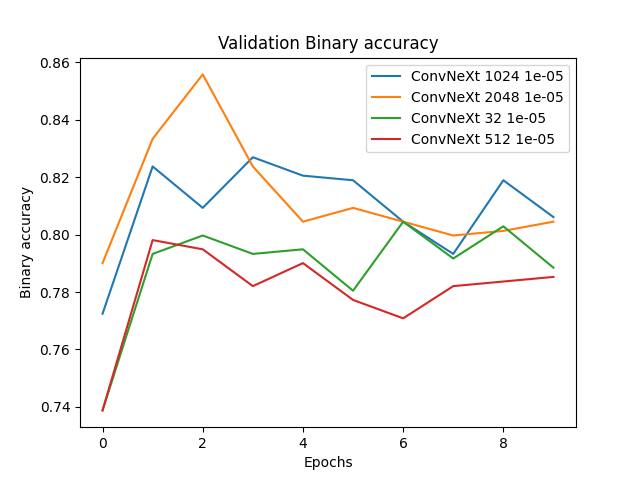 Validation Binary accuracy
0.86
0.84
0.82
0.80
0.78
0.76
0.74
Binary accuracy
ConvNeXt 1024 1e-05
ConvNeXt 2048 1e-05
ConvNeXt 32 1e-05
ConvNeXt 512 1e-05
0 2 4 6 8
Epochs